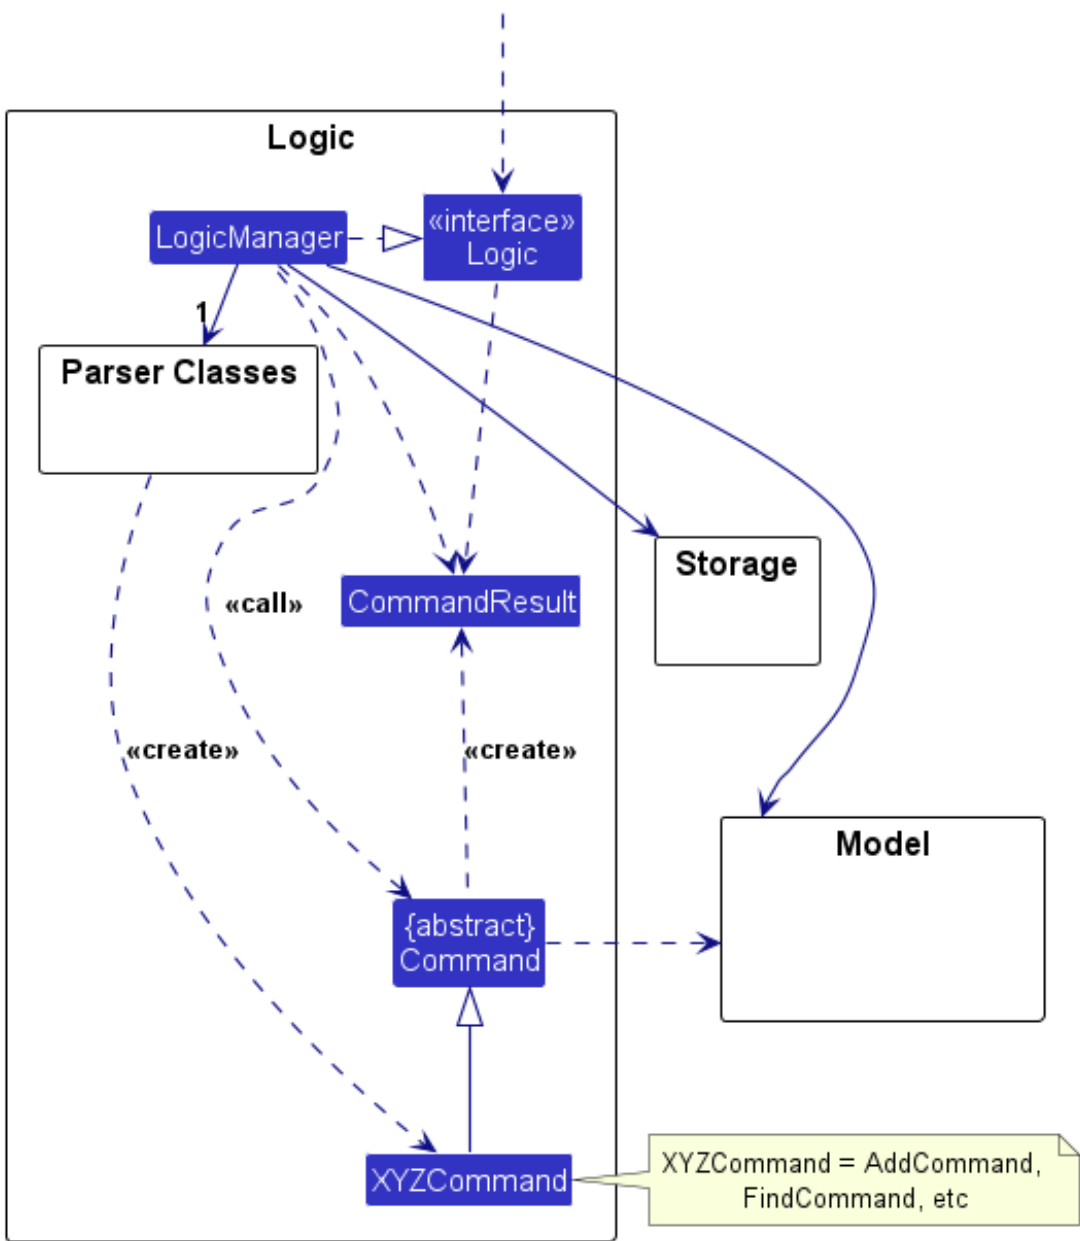 Logic
LogicManager
«interface»
Logic
1
Parser Classes
Storage
CommandResult
«call»
«create»
«create»
Model
{abstract}
Command
XYZCommand
XYZCommand = AddCommand,
FindCommand, etc